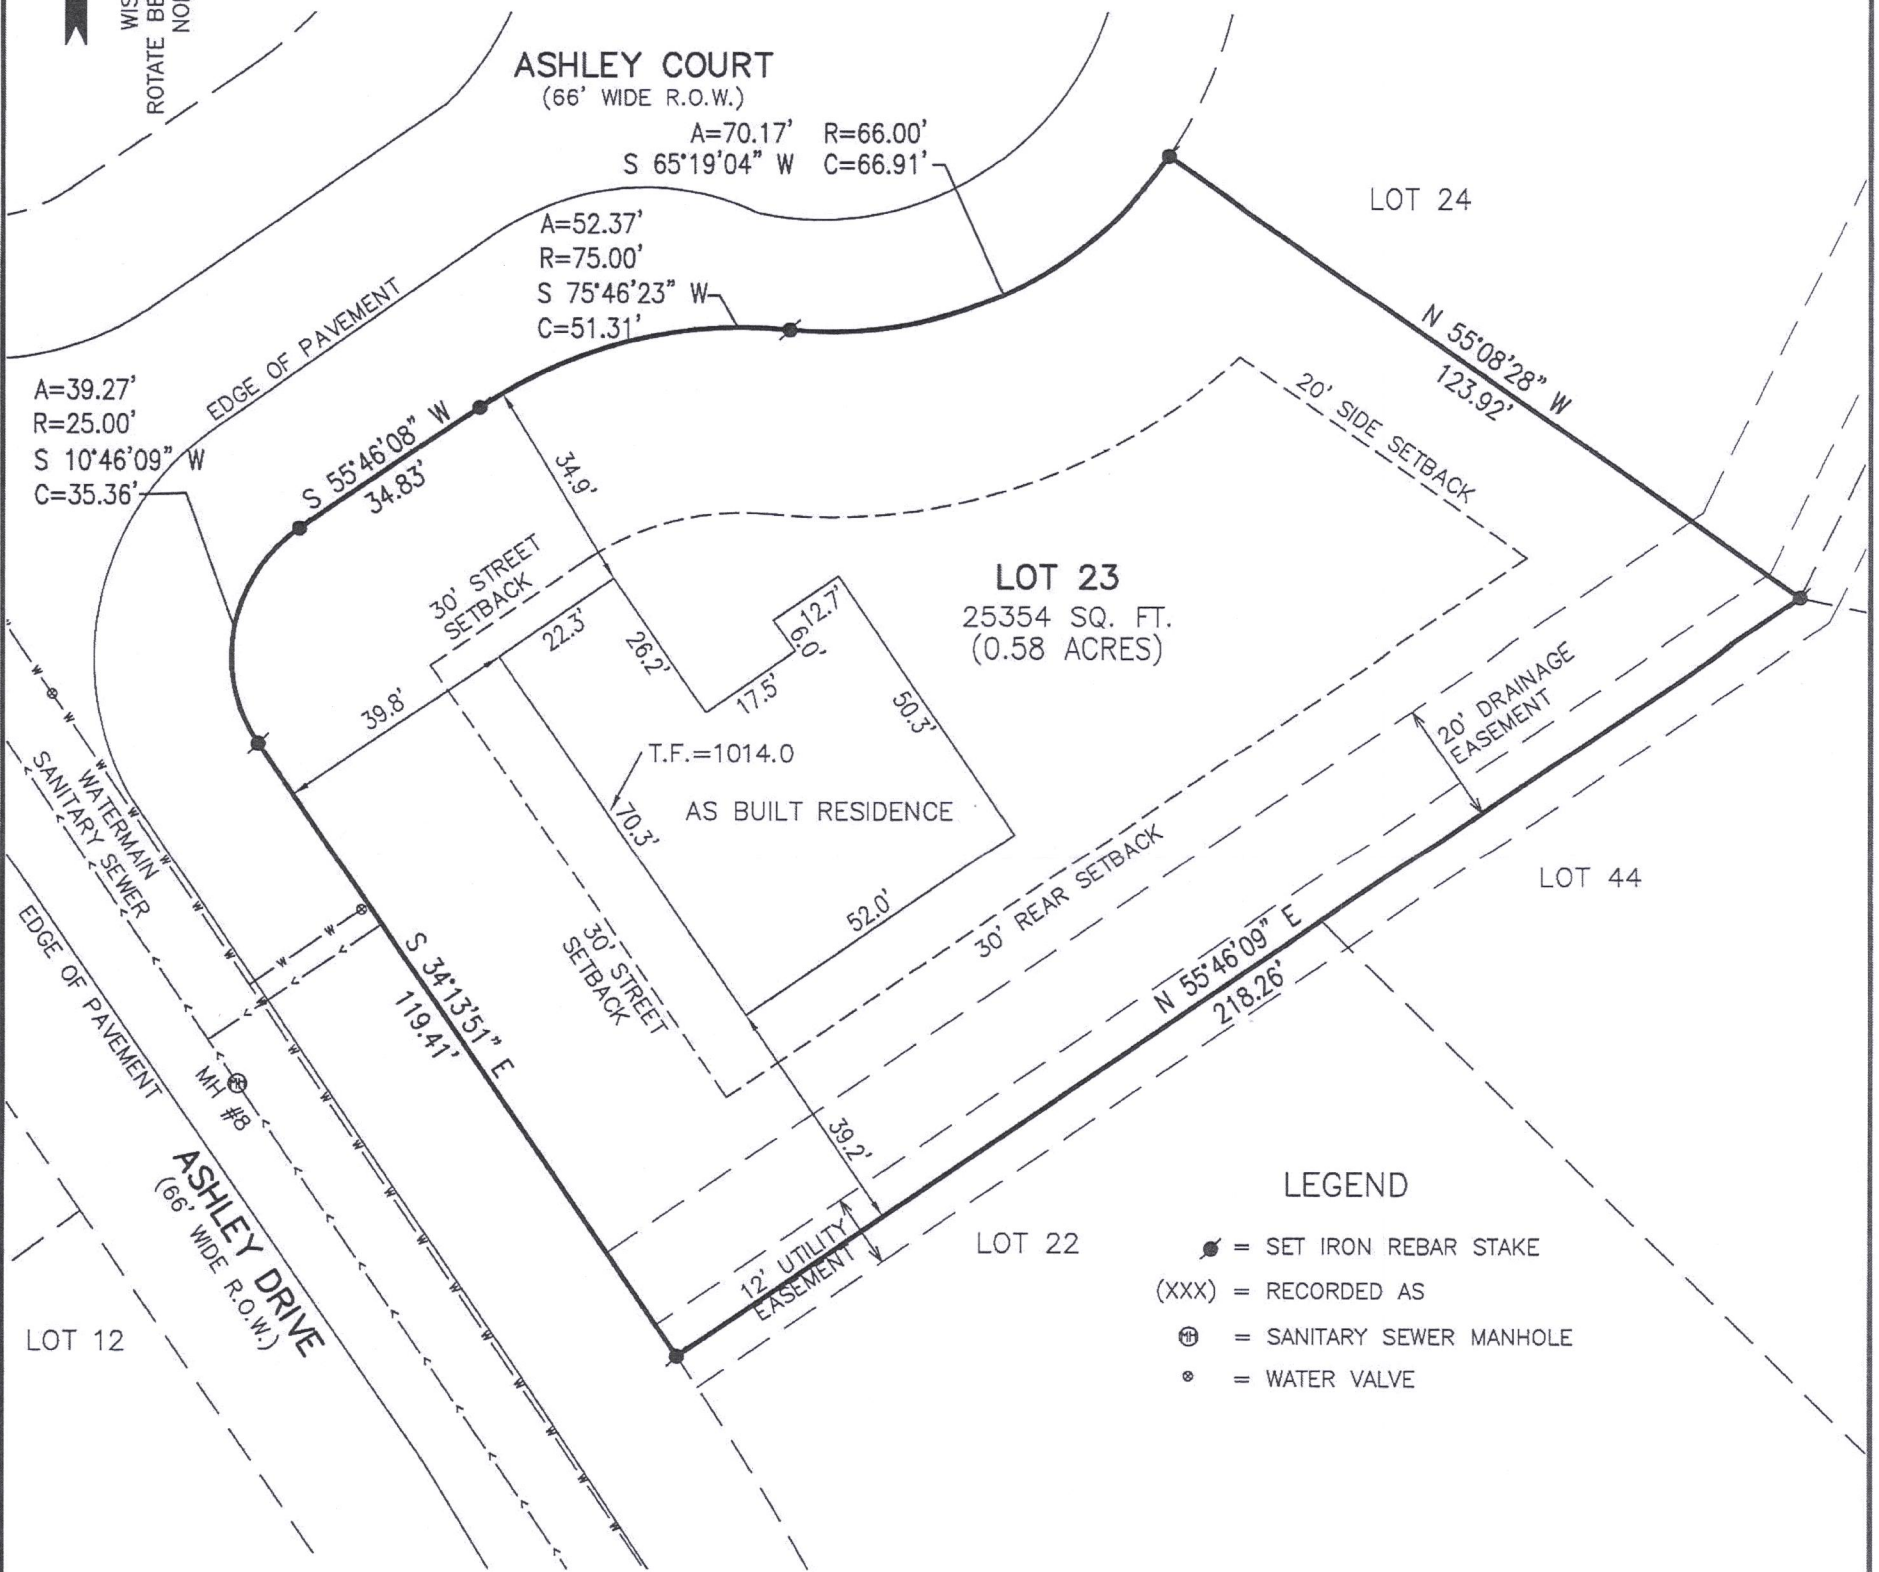 WIS
ROTATE BE
NO
ASHLEY COURT
(66' WIDE R.O.W.)
A=70.17' R=66.00'
S 65°19'04" W C=66.91'
A=52.37'
R=75.00'
S 75°46'23" W
C=51.31'
EDGE OF PAVEMENT
A=39.27'
R=25.00'
S 10°46'09" W
C=35.36'
S 55°46'08" W
34.83'
LOT 24
N 55°08'28" W
123.92'
20' SIDE SETBACK
34.9'
30' STREET
SETBACK
22.3'
26.2'
39.8'
12.7'
6.0'
17.5'
50.3'
LOT 23
25354 SQ. FT.
(0.58 ACRES)
T.F.=1014.0
AS BUILT RESIDENCE
70.3'
52.0'
20' DRAINAGE
EASEMENT
30' REAR SETBACK
30' STREET
SETBACK
LOT 44
N 55°46'09" E
218.26'
WATERMAIN
SANITARY SEWER
EDGE OF PAVEMENT
S 34°13'51" E
119.41'
MH
MH #8
39.2'
12' UTILITY
EASEMENT
LOT 22
ASHLEY DRIVE
(66' WIDE R.O.W.)
LOT 12
LEGEND
= SET IRON REBAR STAKE
(XXX) = RECORDED AS
MH = SANITARY SEWER MANHOLE
= WATER VALVE